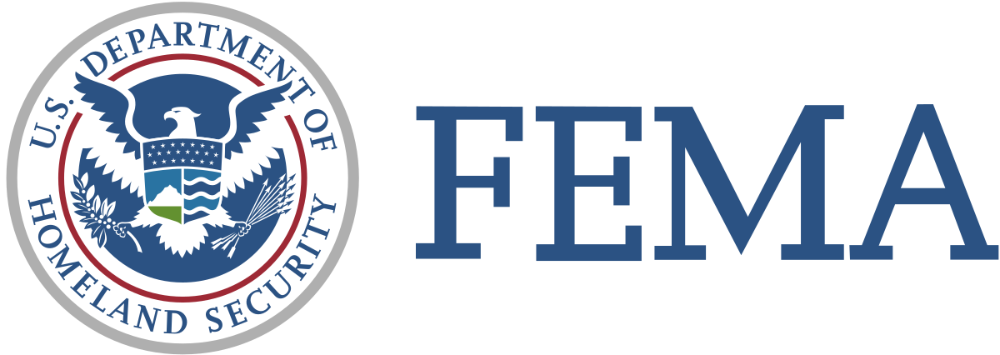 U.S. DEPARTMENT OF
HOMELAND SECURITY
FEMA